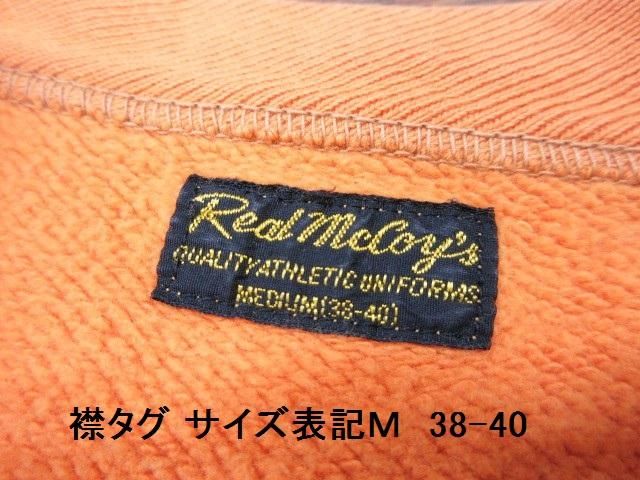 Real McCoy's
QUALITY ATHLETIC UNIFORMS
MEDIUM(38-40)
襟タグ サイズ表記M 38-40